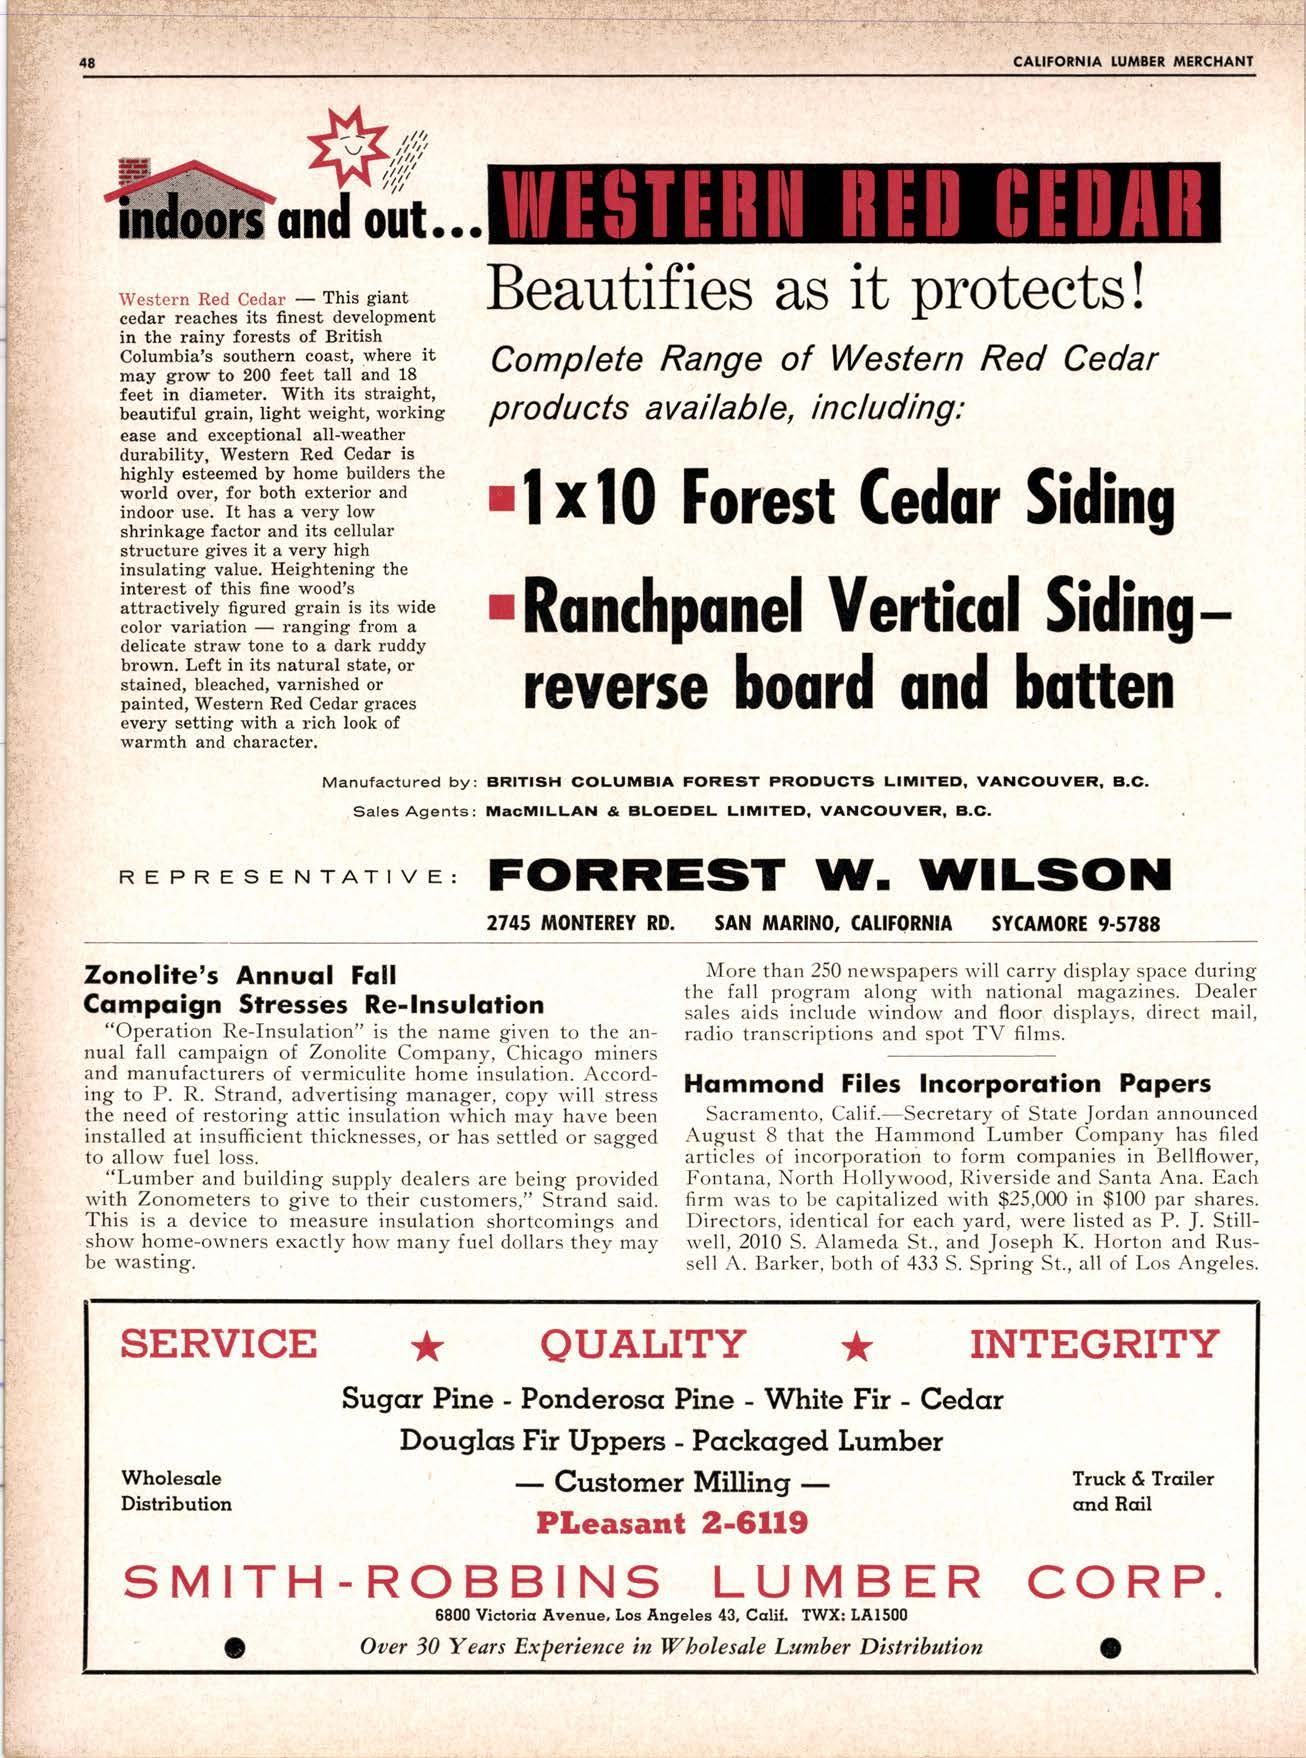 48
CALIFORNIA LUMBER MERCHANT
indoors and out...
WESTERN RED CEDAR
Beautifies as it protects!
Western Red Cedar — This giant
cedar reaches its finest development
in the rainy forests of British
Columbia's southern coast, where it
may grow to 200 feet tall and 18
feet in diameter. With its straight,
beautiful grain, light weight, working
ease and exceptional all-weather
durability, Western Red Cedar is
highly esteemed by home builders the
world over, for both exterior and
indoor use. It has a very low
shrinkage factor and its cellular
structure gives it a very high
insulating value. Heightening the
interest of this fine wood's
attractively figured grain is its wide
color variation — ranging from a
delicate straw tone to a dark ruddy
brown. Left in its natural state, or
stained, bleached, varnished or
painted, Western Red Cedar graces
every setting with a rich look of
warmth and character.
Complete Range of Western Red Cedar
products available, including:
1x10 Forest Cedar Siding
Ranchpanel Vertical Siding–
reverse board and batten
Manufactured by: BRITISH COLUMBIA FOREST PRODUCTS LIMITED, VANCOUVER, B.C.
Sales Agents: MacMILLAN & BLOEDEL LIMITED, VANCOUVER, B.C.
REPRESENTATIVE: FORREST W. WILSON
2745 MONTEREY RD. SAN MARINO, CALIFORNIA SYCAMORE 9-5788
Zonolite's Annual Fall
Campaign Stresses Re-Insulation
"Operation Re-Insulation" is the name given to the an-
nual fall campaign of Zonolite Company, Chicago miners
and manufacturers of vermiculite home insulation. Accord-
ing to P. R. Strand, advertising manager, copy will stress
the need of restoring attic insulation which may have been
installed at insufficient thicknesses, or has settled or sagged
to allow fuel loss.
"Lumber and building supply dealers are being provided
with Zonometers to give to their customers," Strand said.
This is a device to measure insulation shortcomings and
show home-owners exactly how many fuel dollars they may
be wasting.
More than 250 newspapers will carry display space during
the fall program along with national magazines. Dealer
sales aids include window and floor displays, direct mail,
radio transcriptions and spot TV films.
Hammond Files Incorporation Papers
Sacramento, Calif.—Secretary of State Jordan announced
August 8 that the Hammond Lumber Company has filed
articles of incorporation to form companies in Bellflower,
Fontana, North Hollywood, Riverside and Santa Ana. Each
firm was to be capitalized with $25,000 in $100 par shares.
Directors, identical for each yard, were listed as P. J. Still-
well, 2010 S. Alameda St., and Joseph K. Horton and Rus-
sell A. Barker, both of 433 S. Spring St., all of Los Angeles.
SERVICE ★ QUALITY ★ INTEGRITY
Sugar Pine - Ponderosa Pine - White Fir - Cedar
Douglas Fir Uppers - Packaged Lumber
Wholesale
Distribution
— Customer Milling —
PLeasant 2-6119
Truck & Trailer
and Rail
SMITH-ROBBINS LUMBER CORP.
6800 Victoria Avenue, Los Angeles 43, Calif. TWX: LA1500
● Over 30 Years Experience in Wholesale Lumber Distribution ●